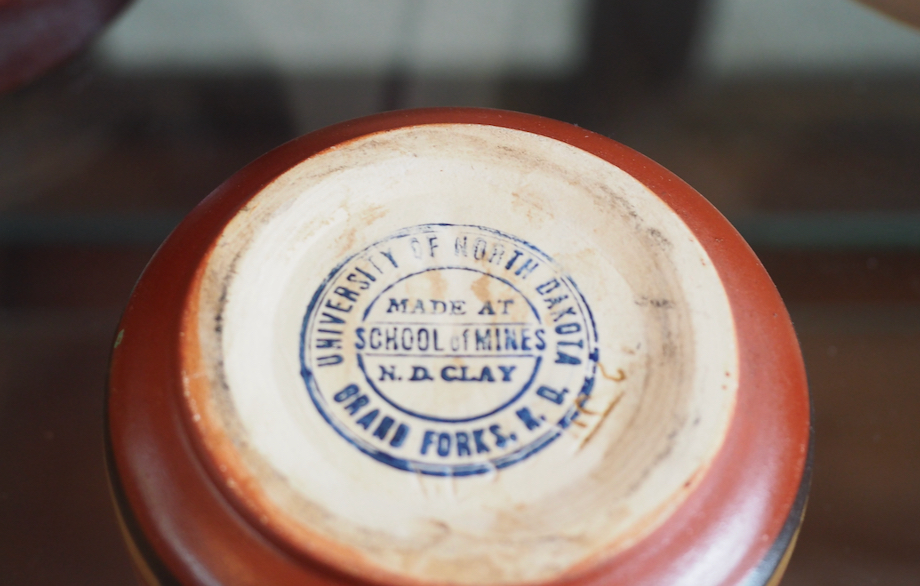 UNIVERSITY OF NORTH DAKOTA
MADE AT
SCHOOL of MINES
N. D. CLAY
GRAND FORKS, N. D.